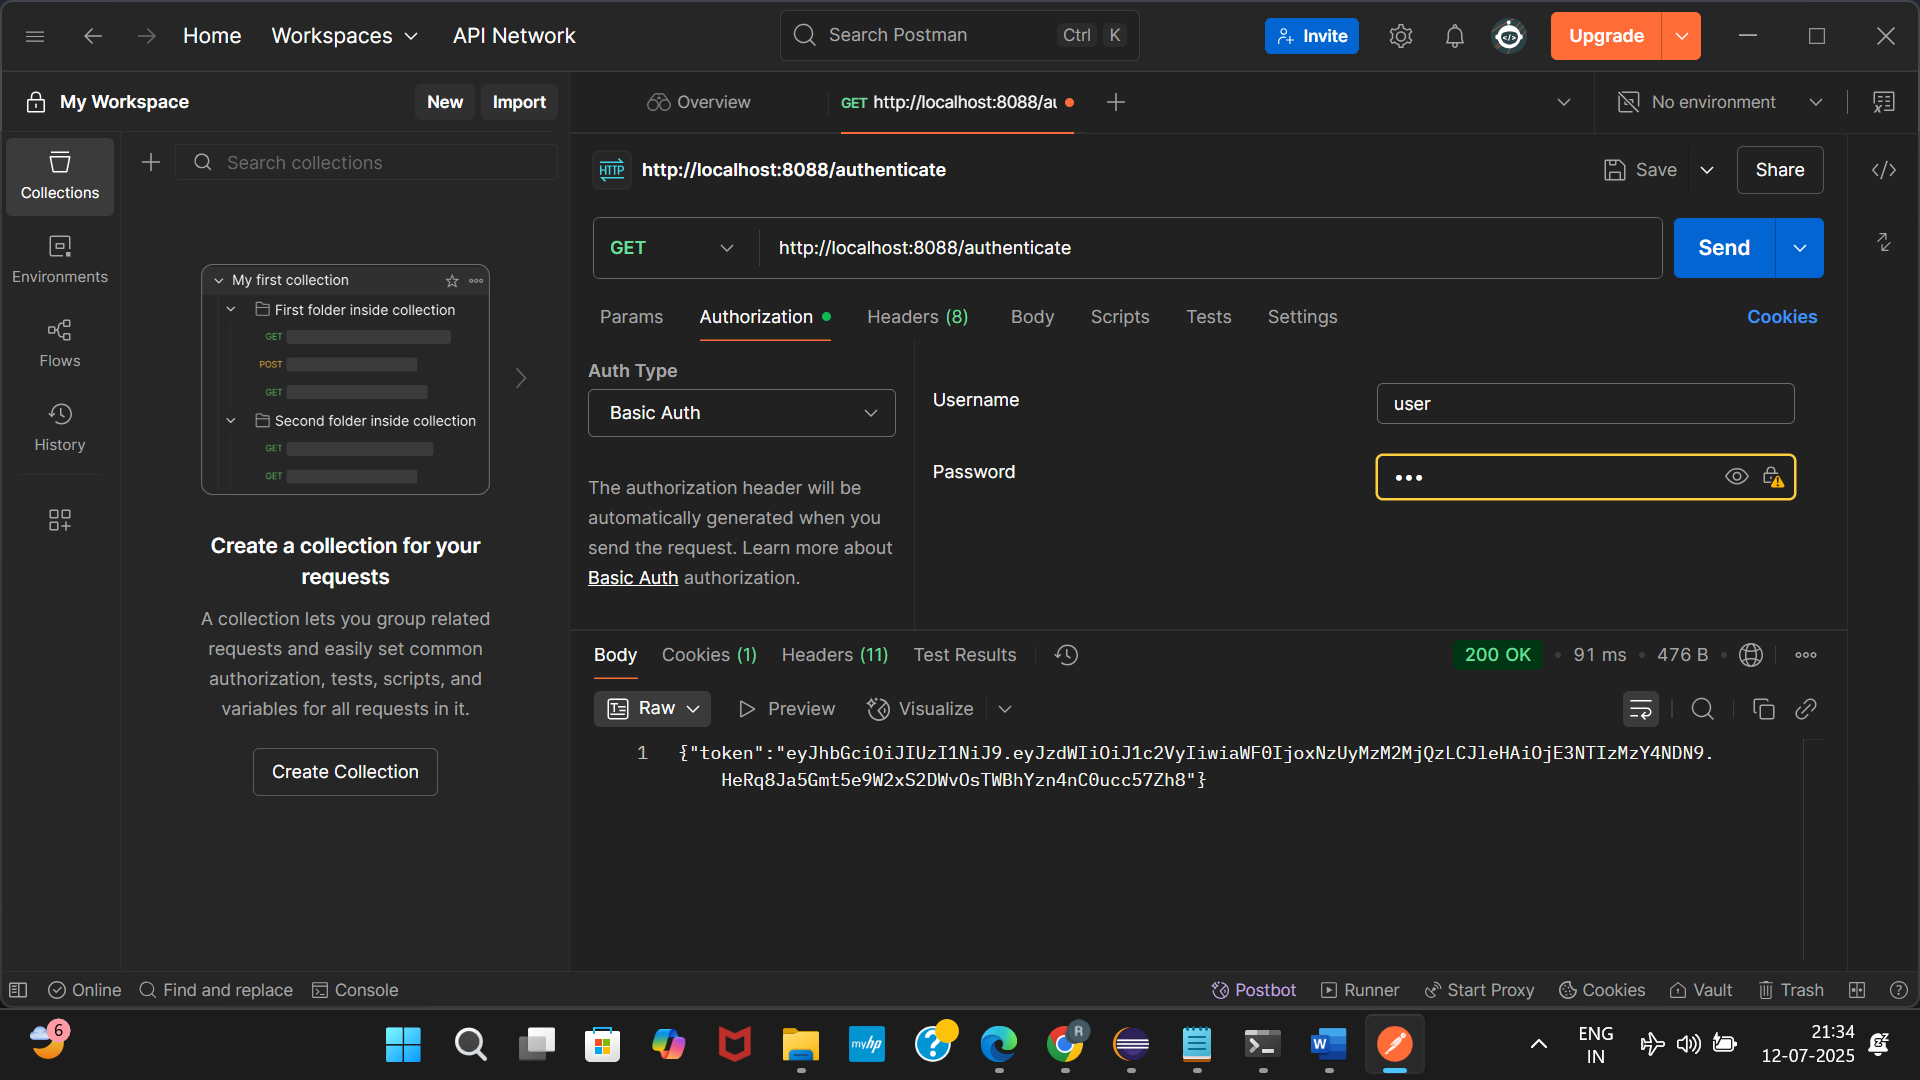 Home
Workspaces
API Network
Search Postman
Ctrl
K
Invite
Upgrade
My Workspace
New
Import
Overview
GET http://localhost:8088/au
No environment
Collections
Environments
Flows
History
Search collections
My first collection
First folder inside collection
GET
POST
GET
Second folder inside collection
GET
GET
Create a collection for your
requests
A collection lets you group related
requests and easily set common
authorization, tests, scripts, and
variables for all requests in it.
Create Collection
HTTP
http://localhost:8088/authenticate
Save
Share
GET
http://localhost:8088/authenticate
Send
Params
Authorization
Headers (8)
Body
Scripts
Tests
Settings
Cookies
Auth Type
Basic Auth
The authorization header will be
automatically generated when you
send the request. Learn more about
Basic Auth authorization.
Username
user
Password
Body
Cookies (1)
Headers (11)
Test Results
200 OK
91 ms
476 B
Raw
Preview
Visualize
1
{"token":"eyJhbGciOiJIUzI1NiJ9.eyJzdWIiOiJ1c2VyIiwiaWF0IjoxNzUyMzM2MjQzLCJleHAiOjE3NTIzMzY4NDN9.
HeRq8Ja5Gmt5e9W2xS2DWvOsTWBhYzn4nC0ucc57Zh8"}
Online
Find and replace
Console
Postbot
Runner
Start Proxy
Cookies
Vault
Trash
6
myhp
R
W
ENG
IN
21:34
12-07-2025